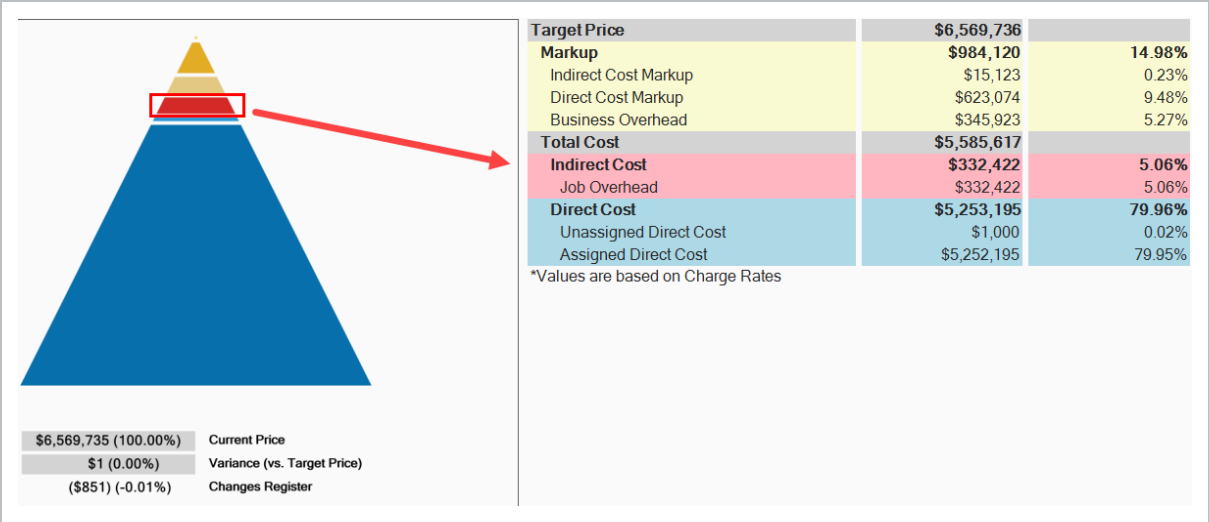 Target Price $6,569,736
Markup $984,120 14.98%
Indirect Cost Markup $15,123 0.23%
Direct Cost Markup $623,074 9.48%
Business Overhead $345,923 5.27%
Total Cost $5,585,617
Indirect Cost $332,422 5.06%
Job Overhead $332,422 5.06%
Direct Cost $5,253,195 79.96%
Unassigned Direct Cost $1,000 0.02%
Assigned Direct Cost $5,252,195 79.95%
*Values are based on Charge Rates
$6,569,735 (100.00%) Current Price
$1 (0.00%) Variance (vs. Target Price)
($851) (-0.01%) Changes Register